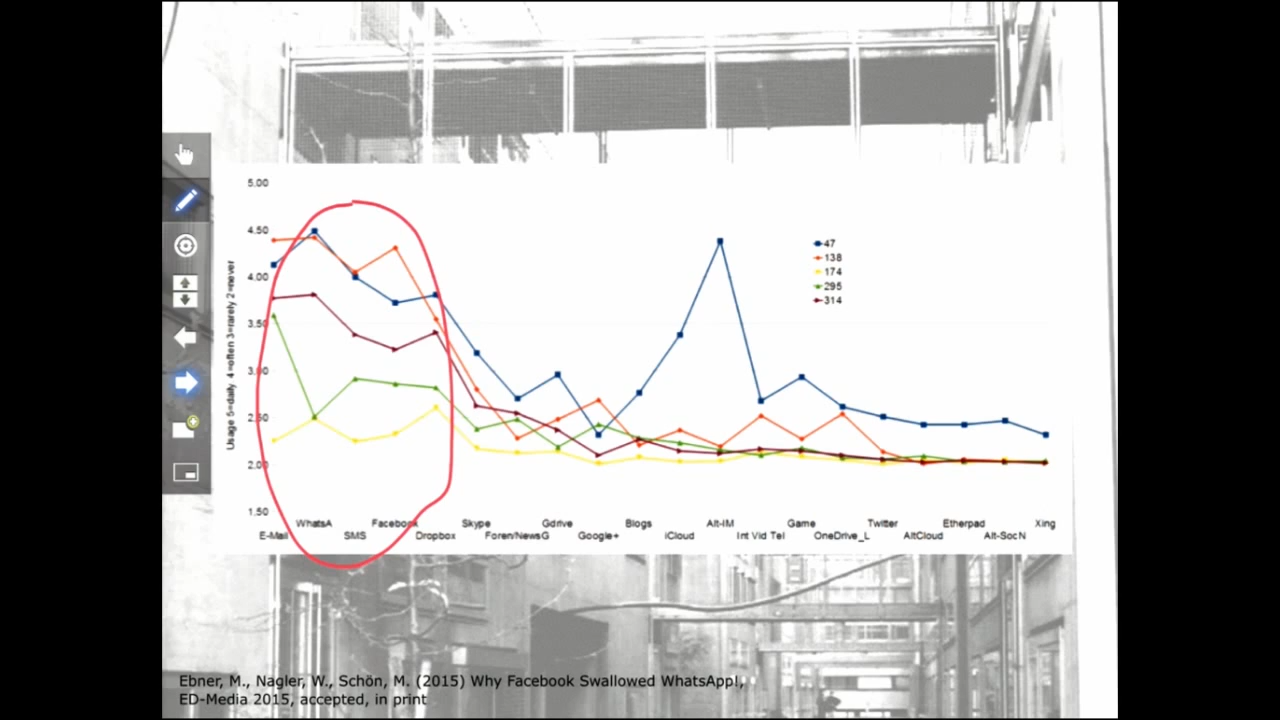 5.00
4.50
4.00
3.50
3.00
2.50
2.00
1.50
Usage 5=daily 4=often 3=rarely 2=never
47
138
174
295
314
WhatsA Facebook Skype Gdrive Blogs Alt-IM Game Twitter Etherpad Xing
E-Mail SMS Dropbox Foren/NewsG Google+ iCloud Int Vid Tel OneDrive_L AltCloud Alt-SocN
Ebner, M., Nagler, W., Schön, M. (2015) Why Facebook Swallowed WhatsApp!,
ED-Media 2015, accepted, in print